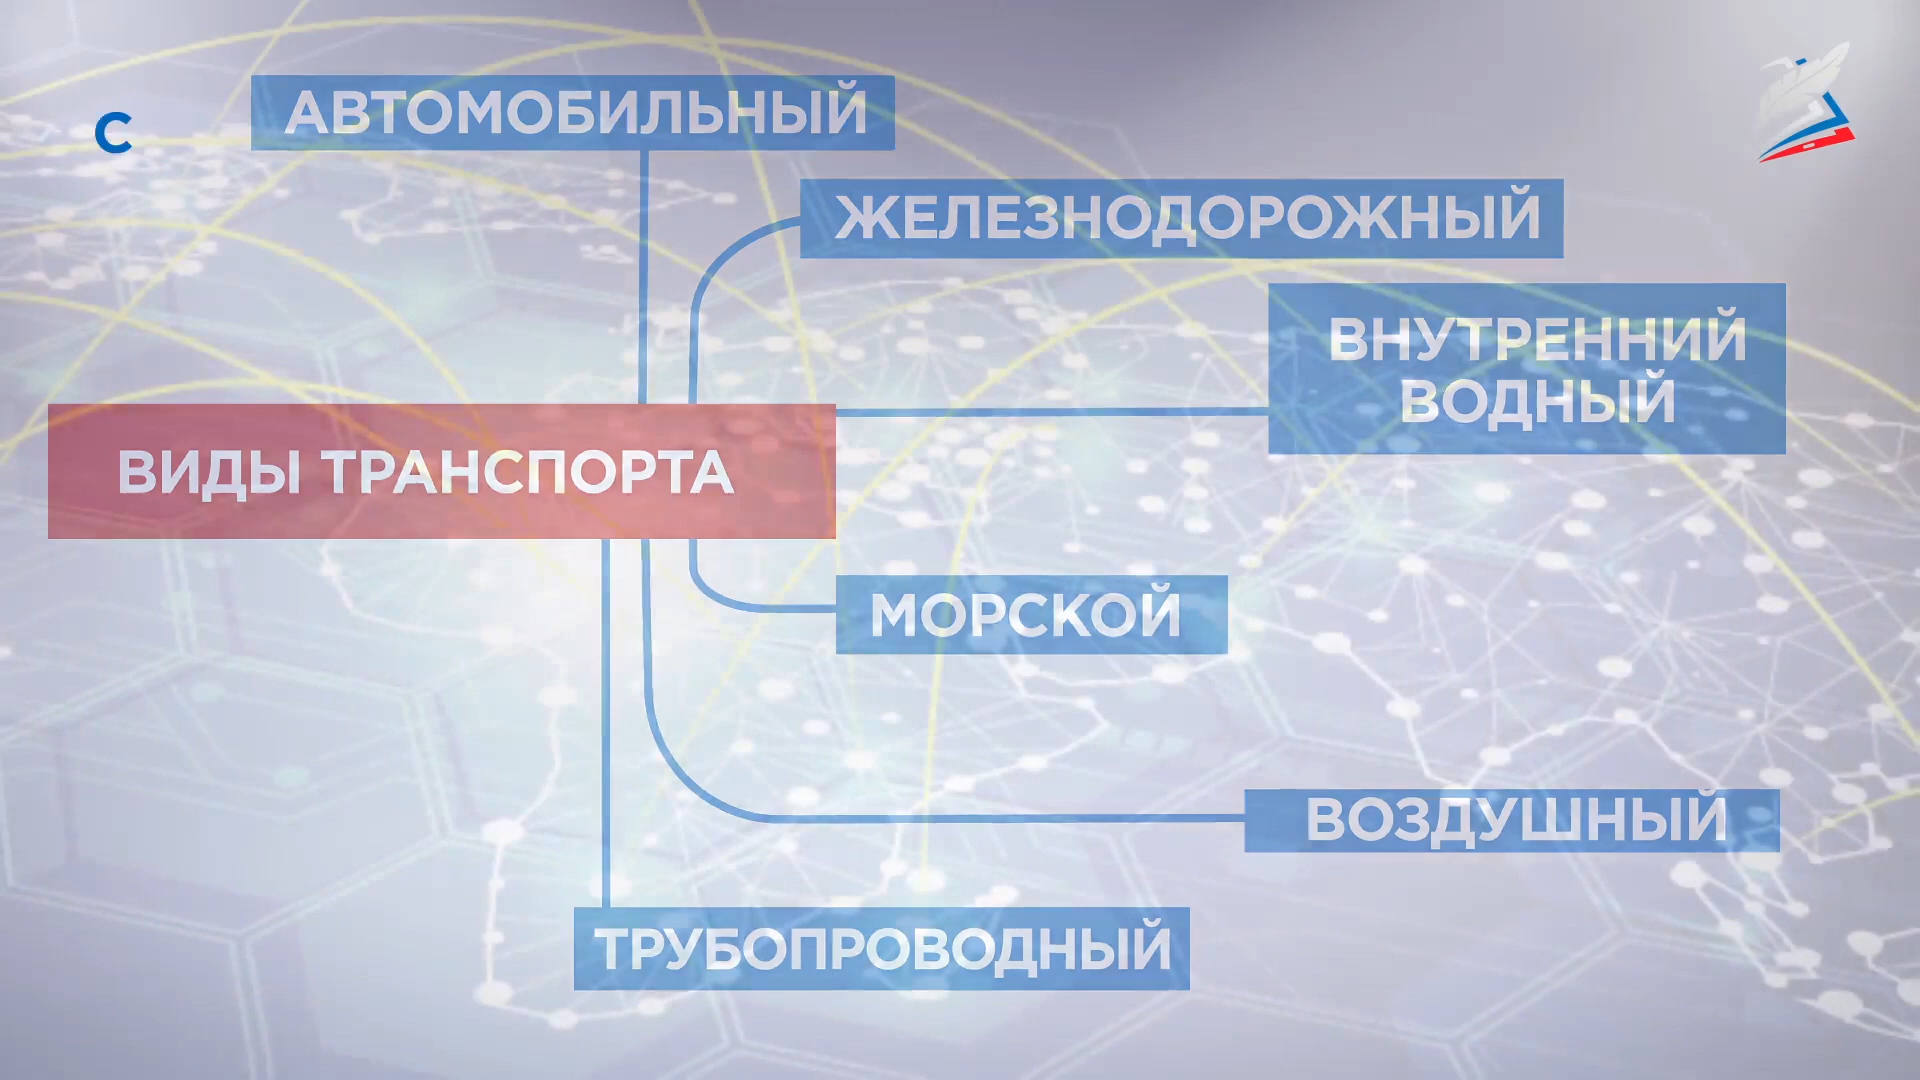 С
АВТОМОБИЛЬНЫЙ
ЖЕЛЕЗНОДОРОЖНЫЙ
ВНУТРЕННИЙ
ВОДНЫЙ
ВИДЫ ТРАНСПОРТА
МОРСКОЙ
ВОЗДУШНЫЙ
ТРУБОПРОВОДНЫЙ